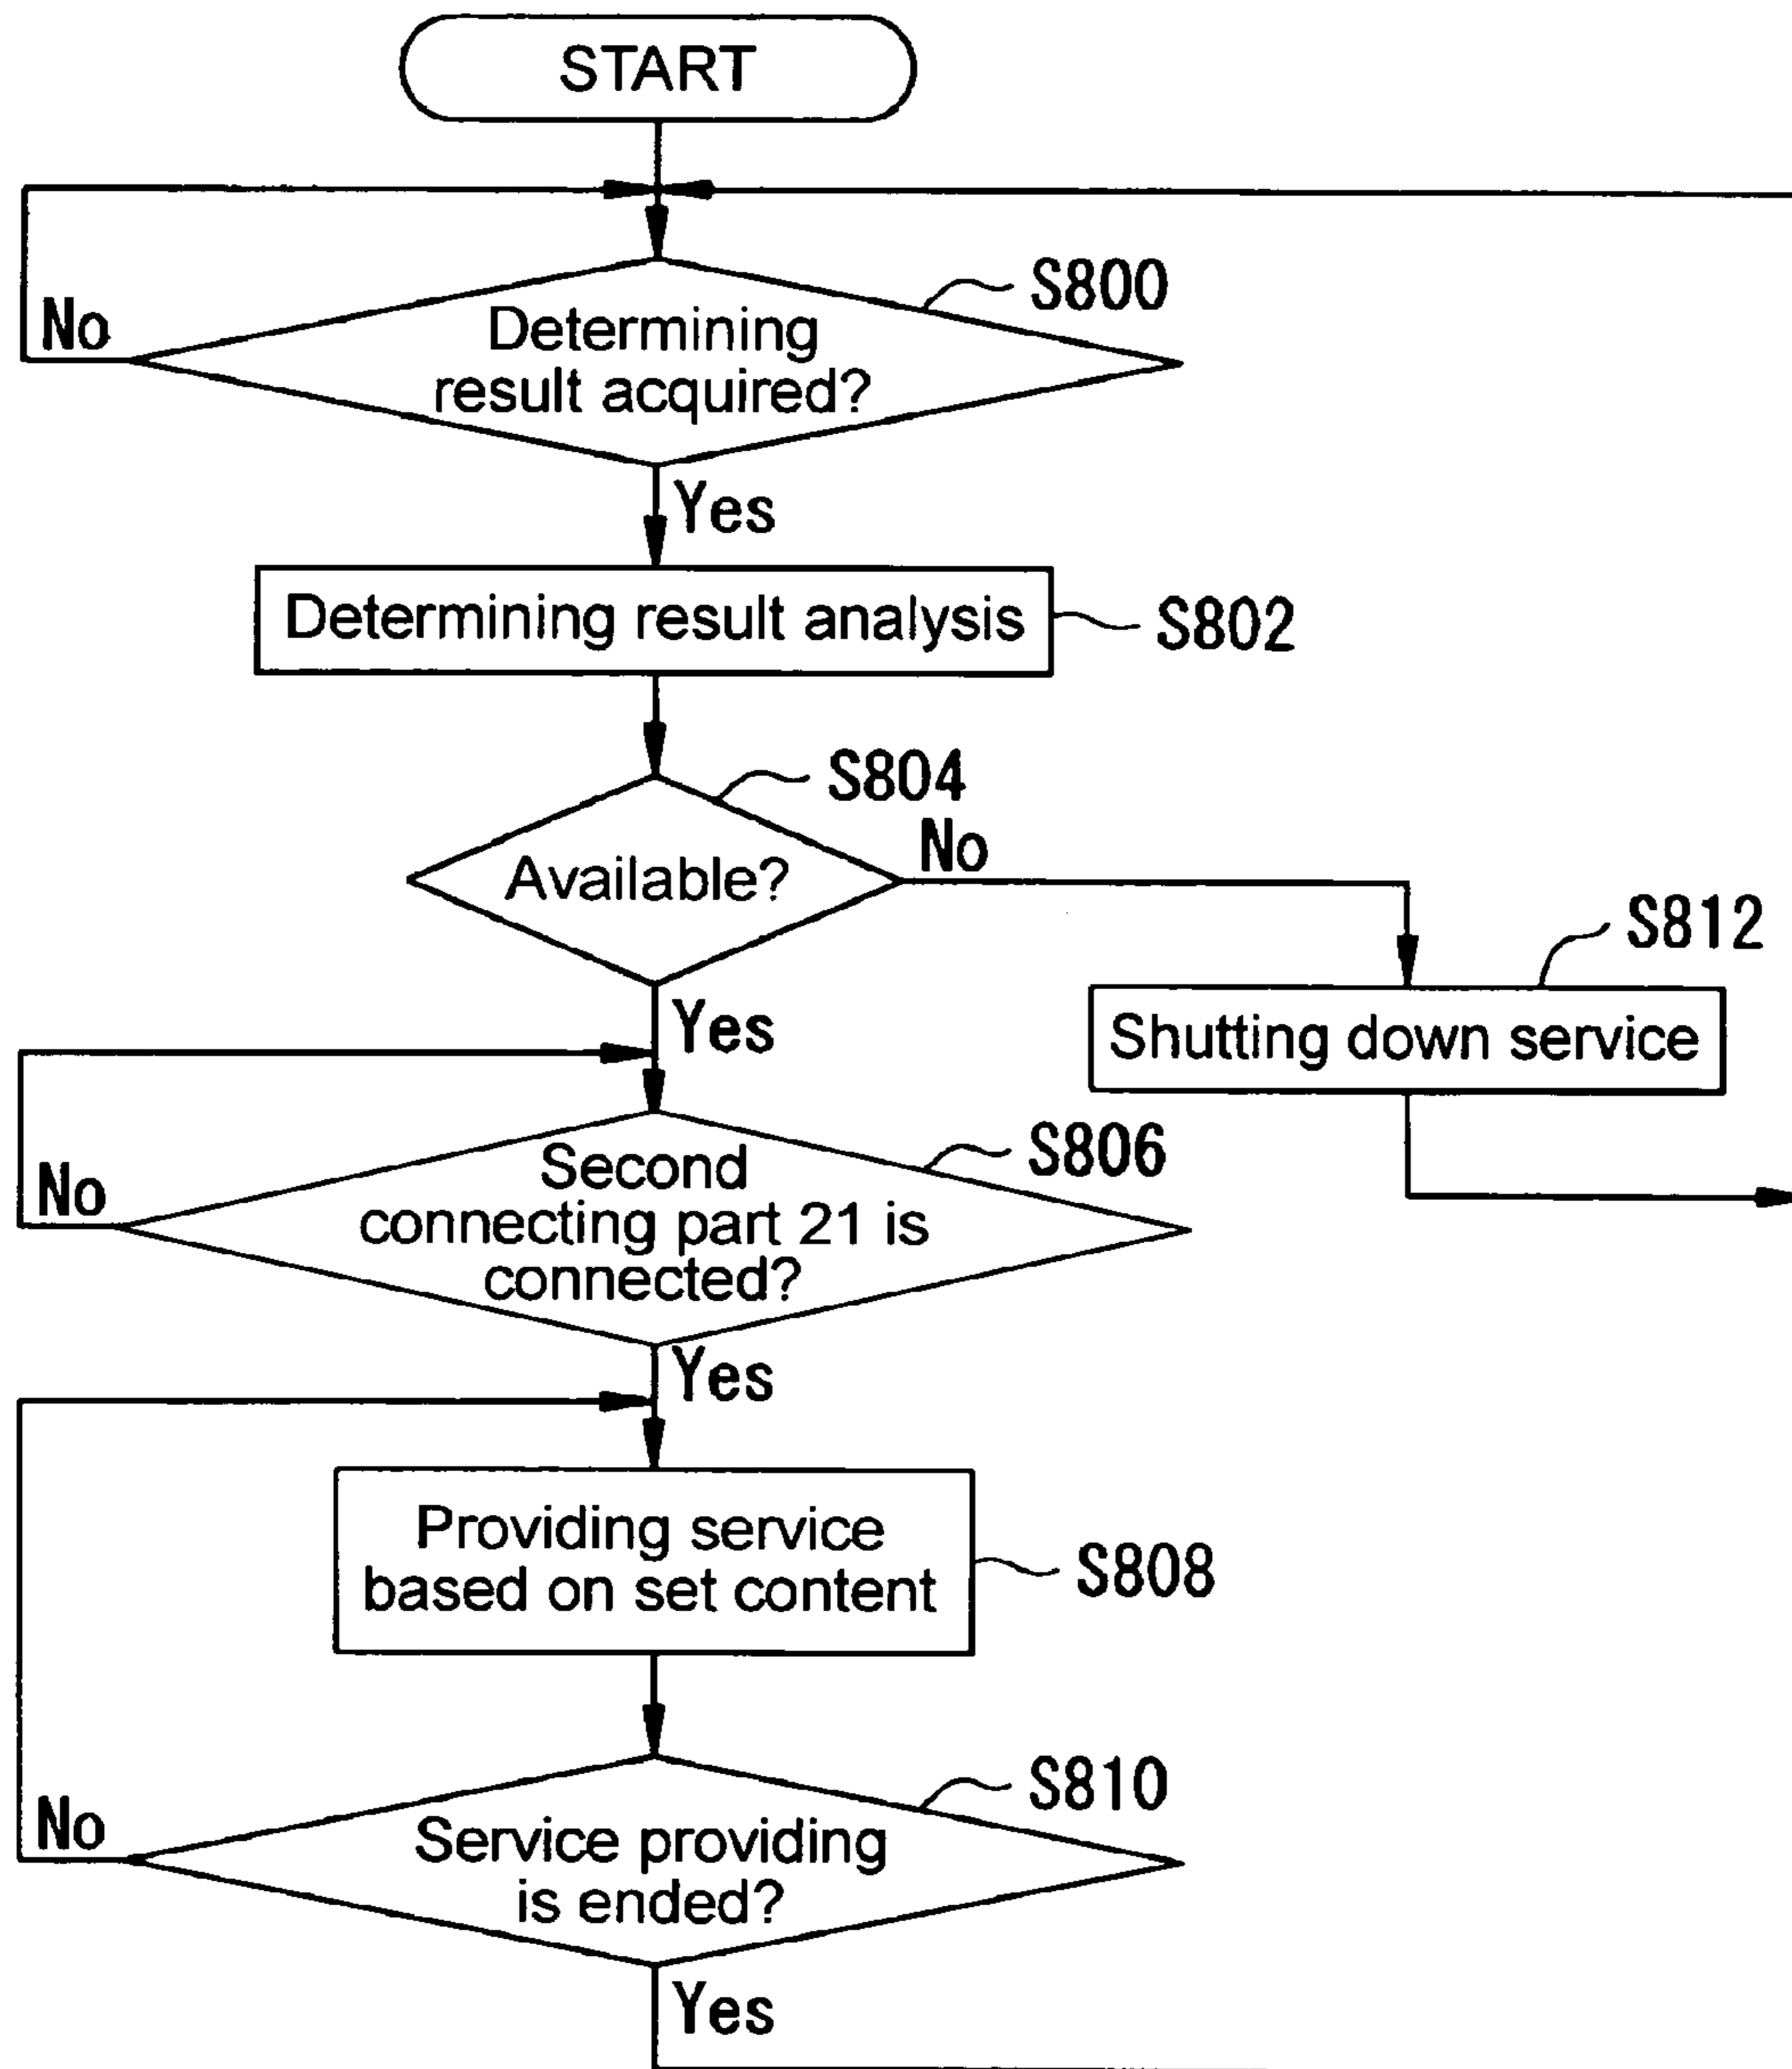 START
S800
No
Determining
result acquired?
Yes
Determining result analysis
S802
S804
No
Available?
S812
Yes
Shutting down service
S806
Second
No
connecting part 21 is
connected?
Yes
Providing service
based on set content
S808
S810
No
Service providing
is ended?
Yes